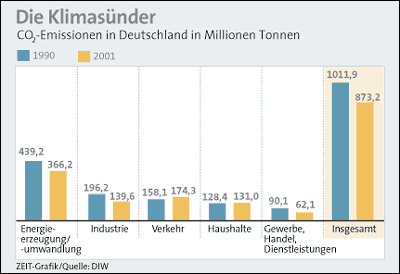 Die Klimasünder
CO₂-Emissionen in Deutschland in Millionen Tonnen
1990 2001
439,2 366,2
196,2 139,6
158,1 174,3
128,4 131,0
90,1 62,1
1011,9 873,2
Energie-
erzeugung/
-umwandlung
Industrie
Verkehr
Haushalte
Gewerbe,
Handel,
Dienstleistungen
Insgesamt
ZEIT-Grafik/Quelle: DIW